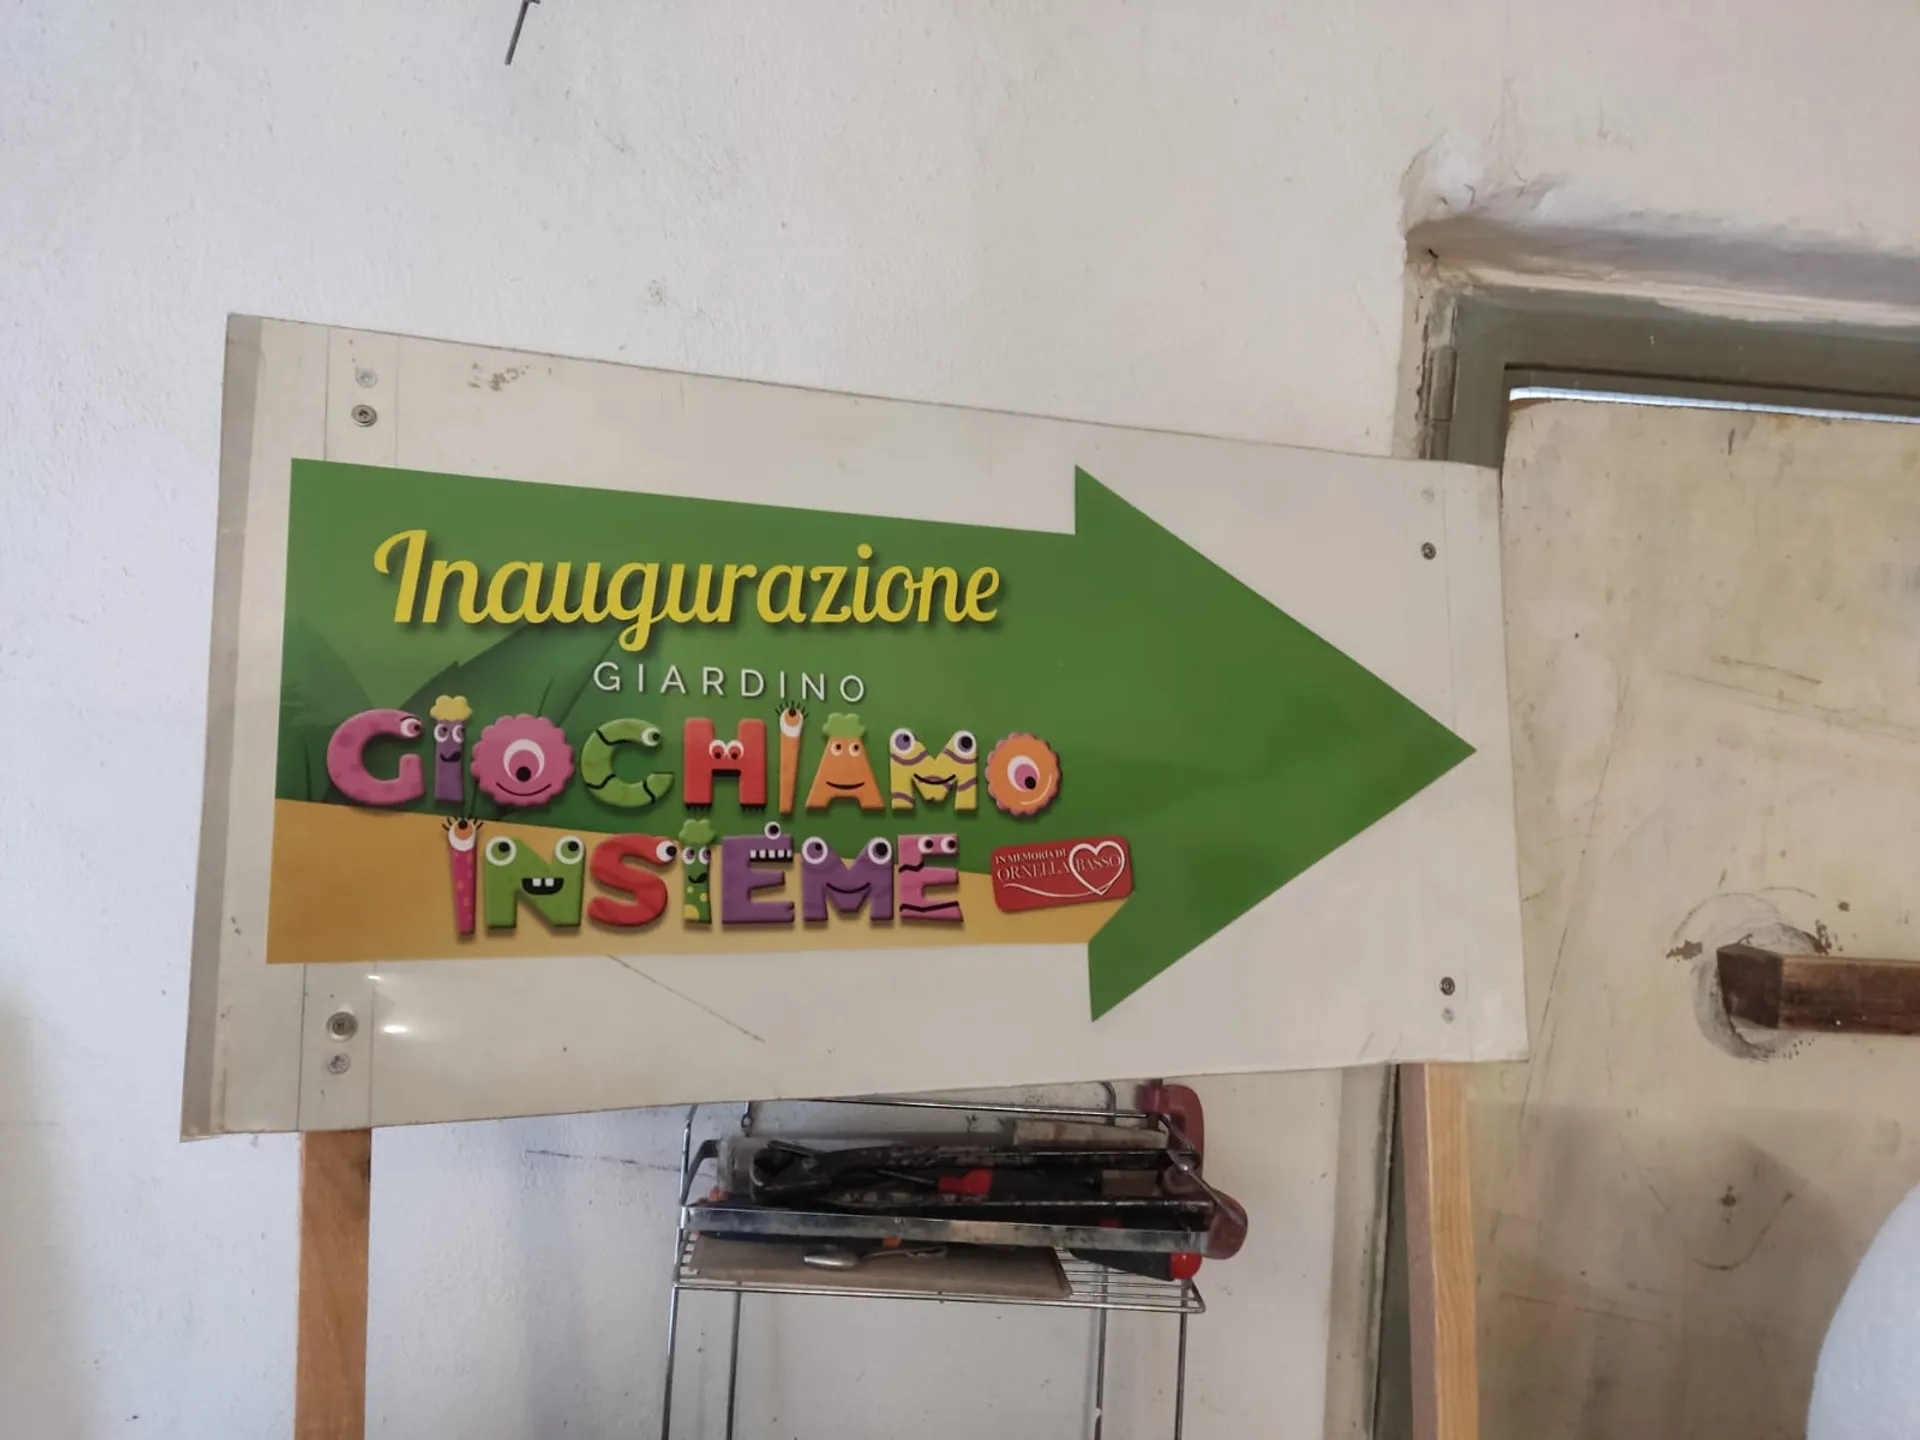 Inaugurazione
GIARDINO
GIOCHIAMO
INSIEME
IN MEMORIA DI
ORNELLA BASSO